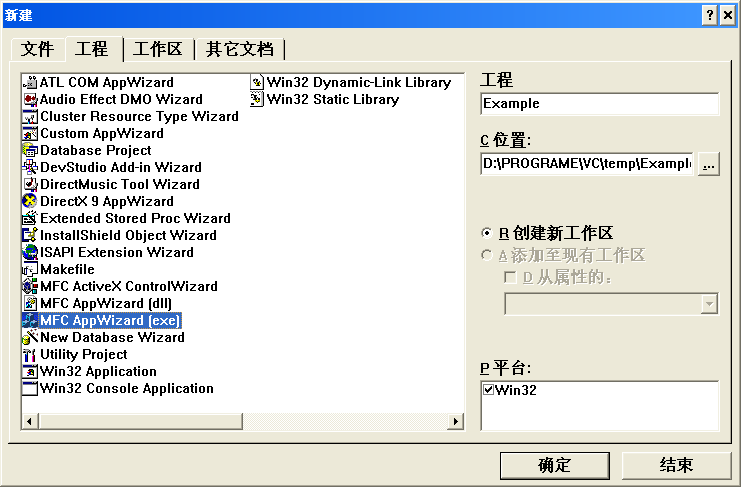 新建
文件 工程 工作区 其它文档
ATL COM AppWizard
Audio Effect DMO Wizard
Cluster Resource Type Wizard
Custom AppWizard
Database Project
DevStudio Add-in Wizard
DirectMusic Tool Wizard
DirectX 9 AppWizard
Extended Stored Proc Wizard
InstallShield Object Wizard
ISAPI Extension Wizard
Makefile
MFC ActiveX ControlWizard
MFC AppWizard (dll)
MFC AppWizard (exe)
New Database Wizard
Utility Project
Win32 Application
Win32 Console Application
Win32 Dynamic-Link Library
Win32 Static Library
工程
Example
C 位置:
D:\PROGRAME\VC\temp\Example
...
R 创建新工作区
A 添加至现有工作区
D 从属性的:
P 平台:
Win32
确定 结束